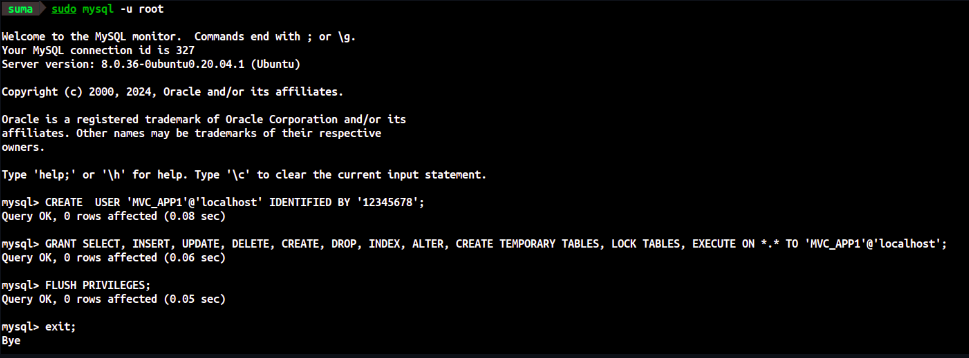 suma sudo mysql -u root
Welcome to the MySQL monitor.  Commands end with ; or \g.
Your MySQL connection id is 327
Server version: 8.0.36-0ubuntu0.20.04.1 (Ubuntu)
Copyright (c) 2000, 2024, Oracle and/or its affiliates.
Oracle is a registered trademark of Oracle Corporation and/or its
affiliates. Other names may be trademarks of their respective
owners.
Type 'help;' or '\h' for help. Type '\c' to clear the current input statement.
mysql> CREATE  USER 'MVC_APP1'@'localhost' IDENTIFIED BY '12345678';
Query OK, 0 rows affected (0.08 sec)
mysql> GRANT SELECT, INSERT, UPDATE, DELETE, CREATE, DROP, INDEX, ALTER, CREATE TEMPORARY TABLES, LOCK TABLES, EXECUTE ON *.* TO 'MVC_APP1'@'localhost';
Query OK, 0 rows affected (0.06 sec)
mysql> FLUSH PRIVILEGES;
Query OK, 0 rows affected (0.05 sec)
mysql> exit;
Bye